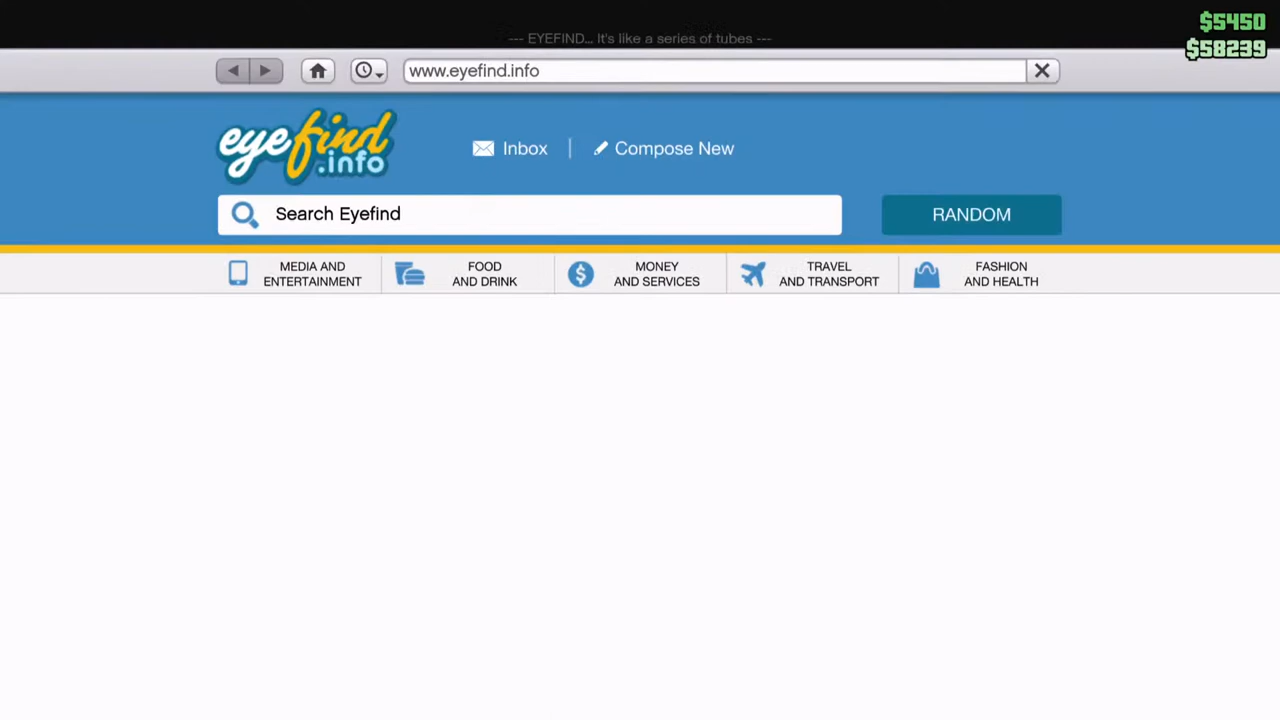 $5450
--- EYEFIND... It's like a series of tubes ---
$58239
www.eyefind.info
eyefind
.info
Inbox
Compose New
Search Eyefind
RANDOM
MEDIA AND
ENTERTAINMENT
FOOD
AND DRINK
MONEY
AND SERVICES
TRAVEL
AND TRANSPORT
FASHION
AND HEALTH